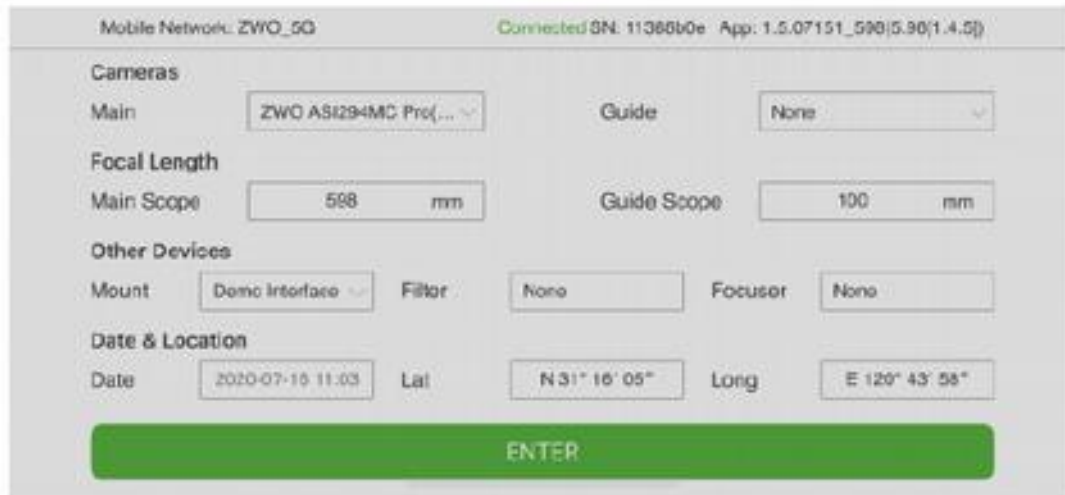 Mobile Network: ZWO_5G Connected SN: 11366b0e App: 1.5.07151_598(5.98[1.4.5])
Cameras
Main ZWO ASI294MC Pro(... Guide None
Focal Length
Main Scope 598 mm Guide Scope 100 mm
Other Devices
Mount Demo Interface Filter None Focuser None
Date & Location
Date 2020-07-15 11:03 Lat N 31° 16' 05" Long E 120° 43' 58"
ENTER